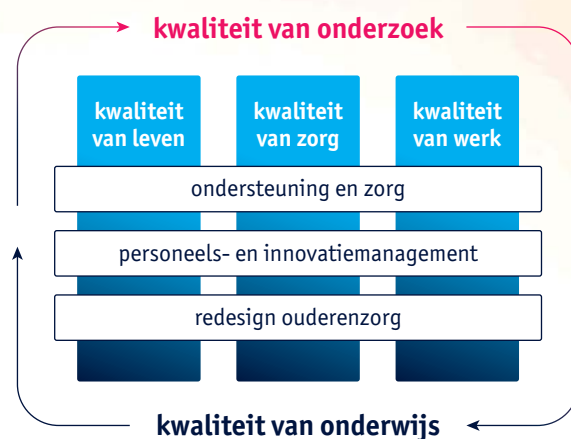 kwaliteit van onderzoek
kwaliteit
van leven
kwaliteit
van zorg
kwaliteit
van werk
ondersteuning en zorg
personeels- en innovatiemanagement
redesign ouderenzorg
kwaliteit van onderwijs